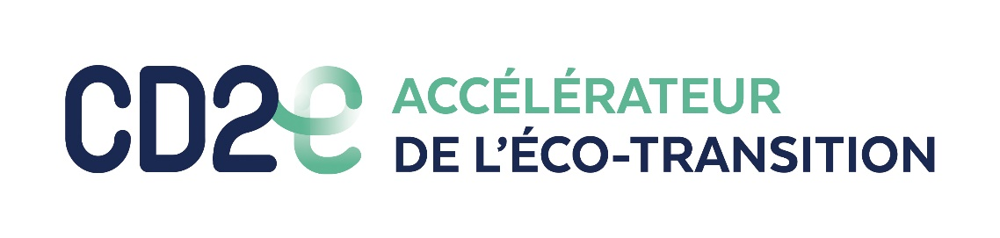 CD2e
ACCÉLÉRATEUR
DE L’ÉCO-TRANSITION